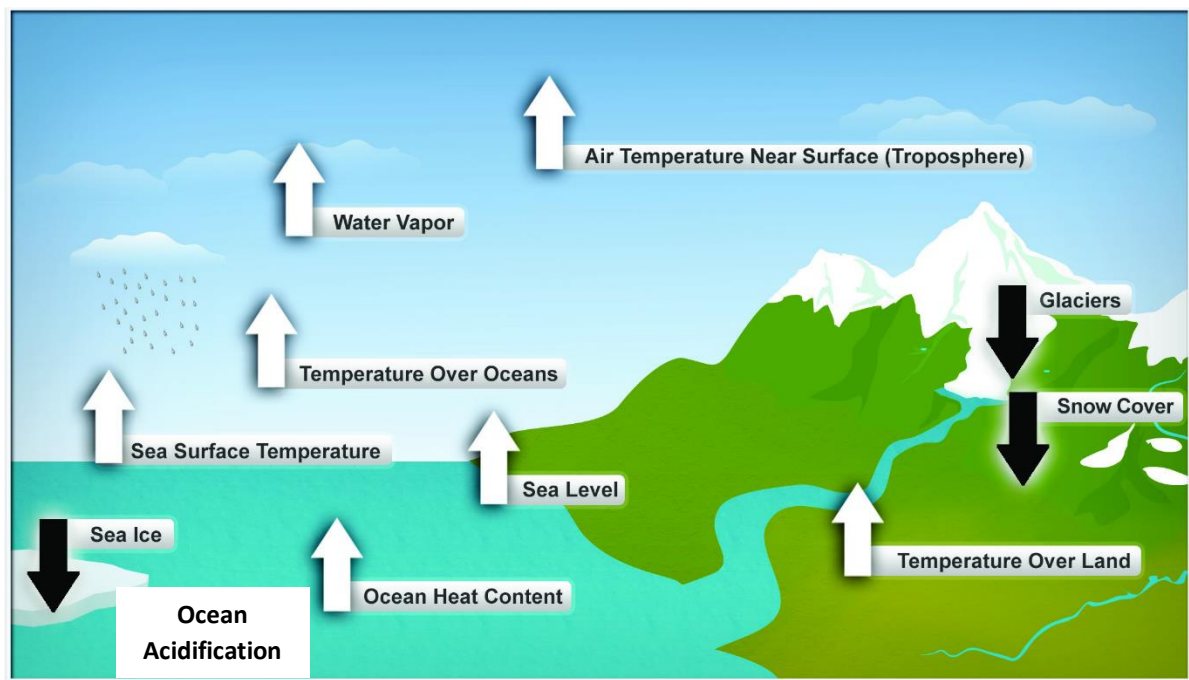 Air Temperature Near Surface (Troposphere)
Water Vapor
Glaciers
Temperature Over Oceans
Snow Cover
Sea Surface Temperature
Sea Level
Sea Ice
Temperature Over Land
Ocean Heat Content
Ocean
Acidification